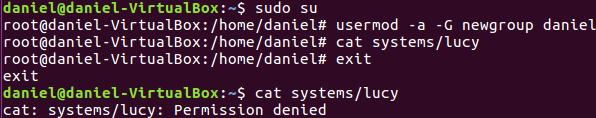 daniel@daniel-VirtualBox:~$ sudo su
root@daniel-VirtualBox:/home/daniel# usermod -a -G newgroup daniel
root@daniel-VirtualBox:/home/daniel# cat systems/lucy
root@daniel-VirtualBox:/home/daniel# exit
exit
daniel@daniel-VirtualBox:~$ cat systems/lucy
cat: systems/lucy: Permission denied